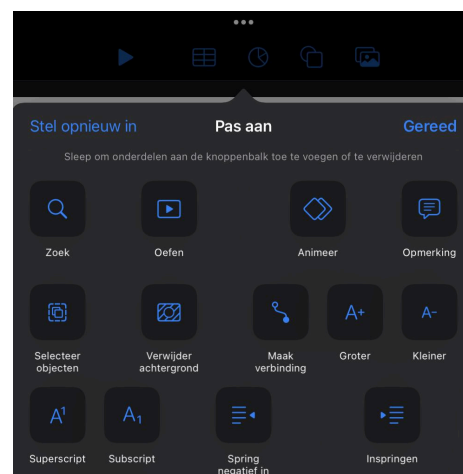 Stel opnieuw in Pas aan Gereed
Sleep om onderdelen aan de knoppenbalk toe te voegen of te verwijderen
Zoek Oefen Animeer Opmerking
A+ A-
Selecteer objecten Verwijder achtergrond Maak verbinding Groter Kleiner
A1 A1
Superscript Subscript Spring negatief in Inspringen